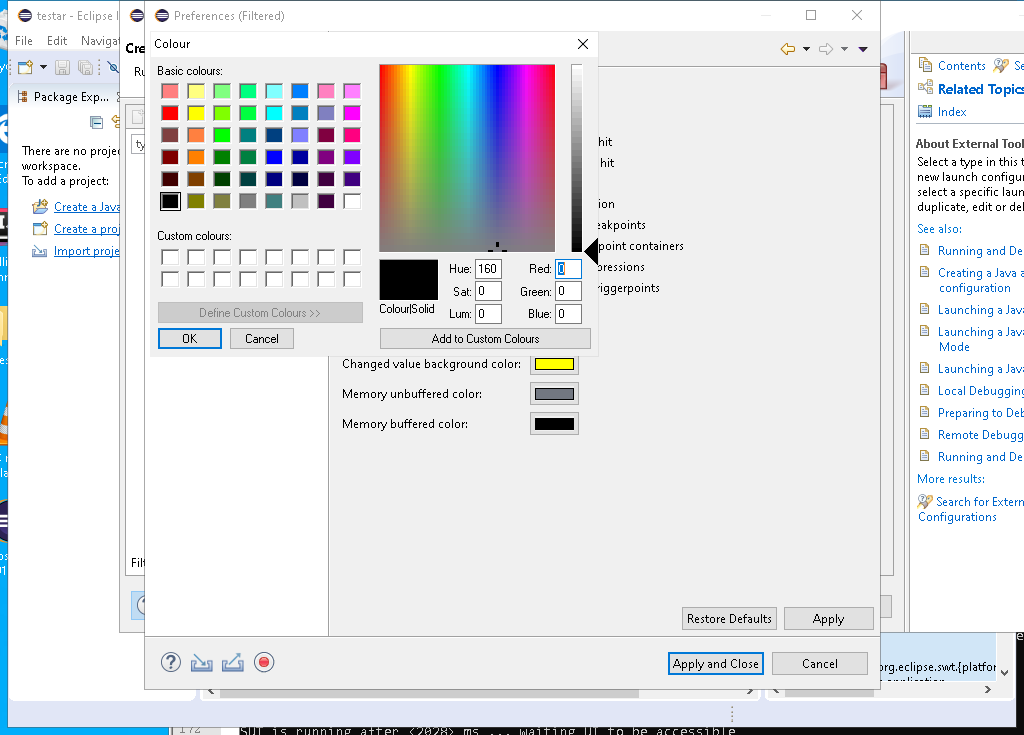 testar - Eclipse I
Preferences (Filtered)
File Edit Navigat
Colour
Cre
Ru
Basic colours:
Package Exp...
There are no proje
workspace.
To add a project:
Create a Java
Create a proj
Import proje
ty
Custom colours:
Define Custom Colours >>
OK
Cancel
Hue: 160
Red: 0
Sat: 0
Green: 0
Colour|Solid
Lum: 0
Blue: 0
Add to Custom Colours
hit
hit
ion
eakpoints
point containers
pressions
riggerpoints
Changed value background color:
Memory unbuffered color:
Memory buffered color:
Filt
Restore Defaults
Apply
Apply and Close
Cancel
Contents
Se
Related Topics
Index
About External Tool
Select a type in this t
new launch configur
select a specific laun
duplicate, edit or del
See also:
Running and De
Creating a Java a
configuration
Launching a Java
Launching a Java
Mode
Launching a Java
Local Debugging
Preparing to Deb
Remote Debugg
Running and De
More results:
Search for Extern
Configurations
org.eclipse.swt.{platfor
application
172
SUT is running after <2028> ms ... waiting UI to be accessible